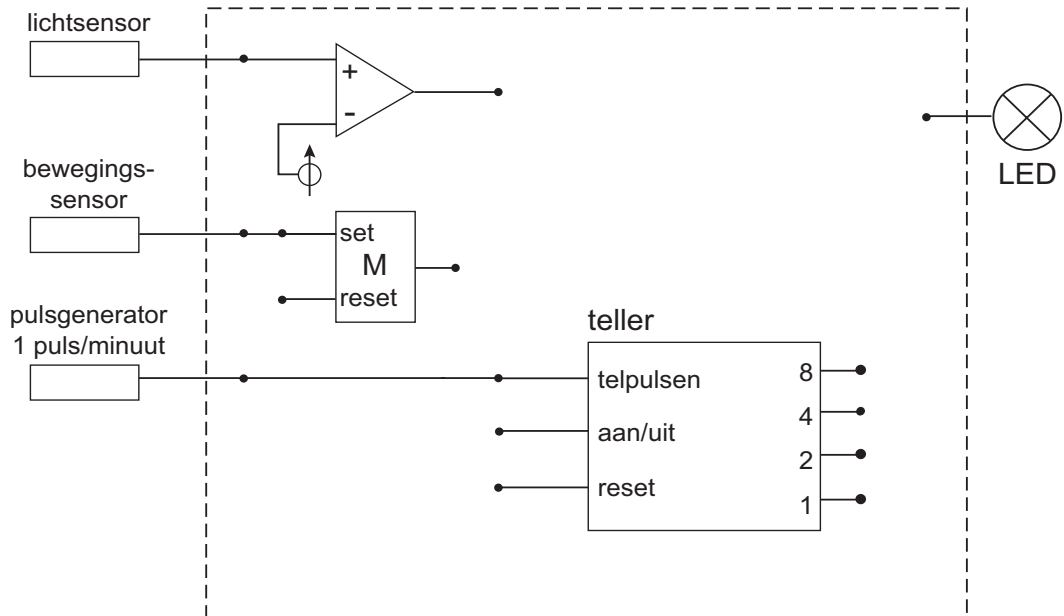 lichtsensor
+
-
bewegings-
sensor
set
M
reset
LED
pulsgenerator
1 puls/minuut
teller
telpulsen
aan/uit
reset
8
4
2
1